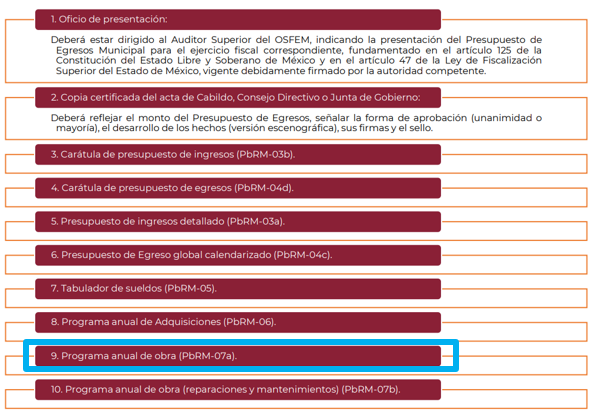 1. Oficio de presentación:
Deberá estar dirigido al Auditor Superior del OSFEM, indicando la presentación del Presupuesto de
Egresos Municipal para el ejercicio fiscal correspondiente, fundamentado en el artículo 125 de la
Constitución del Estado Libre y Soberano de México y en el artículo 47 de la Ley de Fiscalización
Superior del Estado de México, vigente debidamente firmado por la autoridad competente.
2. Copia certificada del acta de Cabildo, Consejo Directivo o Junta de Gobierno:
Deberá reflejar el monto del Presupuesto de Egresos, señalar la forma de aprobación (unanimidad o
mayoría), el desarrollo de los hechos (versión escenográfica), sus firmas y el sello.
3. Carátula de presupuesto de ingresos (PbRM-03b).
4. Carátula de presupuesto de egresos (PbRM-04d).
5. Presupuesto de ingresos detallado (PbRM-03a).
6. Presupuesto de Egreso global calendarizado (PbRM-04c).
7. Tabulador de sueldos (PbRM-05).
8. Programa anual de Adquisiciones (PbRM-06).
9. Programa anual de obra (PbRM-07a).
10. Programa anual de obra (reparaciones y mantenimientos) (PbRM-07b).